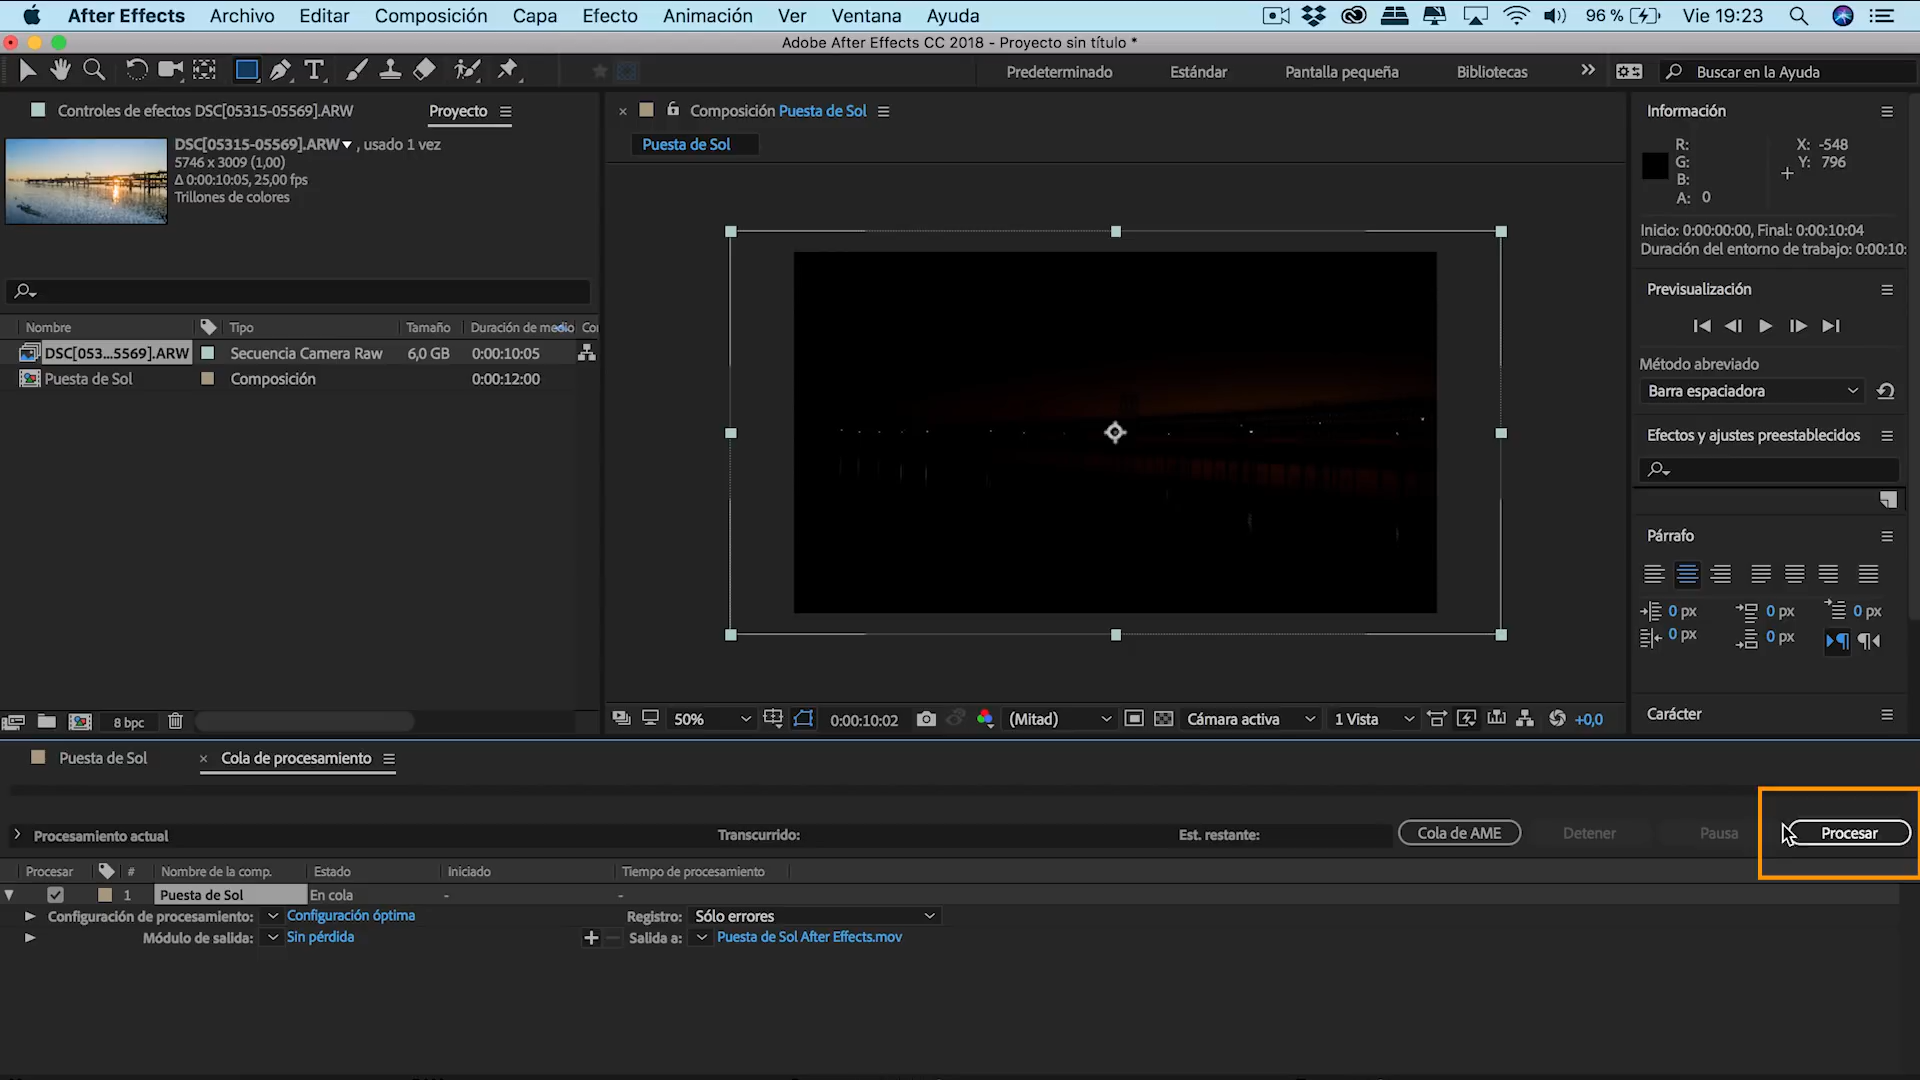 After Effects Archivo Editar Composición Capa Efecto Animación Ver Ventana Ayuda 96 % Vie 19:23
Adobe After Effects CC 2018 - Proyecto sin título *
Predeterminado Estándar Pantalla pequeña Bibliotecas Buscar en la Ayuda
Controles de efectos DSC[05315-05569].ARW Proyecto
DSC[05315-05569].ARW , usado 1 vez
5746 x 3009 (1,00)
Δ 0:00:10:05, 25,00 fps
Trillones de colores
Nombre Tipo Tamaño Duración de medio Co
DSC[053...5569].ARW Secuencia Camera Raw 6,0 GB 0:00:10:05
Puesta de Sol Composición 0:00:12:00
8 bpc
Composición Puesta de Sol
Puesta de Sol
50% 0:00:10:02 (Mitad) Cámara activa 1 Vista +0,0
Información
R: X: -548
G: Y: 796
B:
A: 0
Inicio: 0:00:00:00, Final: 0:00:10:04
Duración del entorno de trabajo: 0:00:10:
Previsualización
Método abreviado
Barra espaciadora
Efectos y ajustes preestablecidos
Párrafo
0 px 0 px 0 px
0 px 0 px
Carácter
Puesta de Sol Cola de procesamiento
Procesamiento actual Transcurrido: Est. restante: Cola de AME Detener Pausa Procesar
Procesar # Nombre de la comp. Estado Iniciado Tiempo de procesamiento
1 Puesta de Sol En cola - -
Configuración de procesamiento: Configuración óptima Registro: Sólo errores
Módulo de salida: Sin pérdida Salida a: Puesta de Sol After Effects.mov